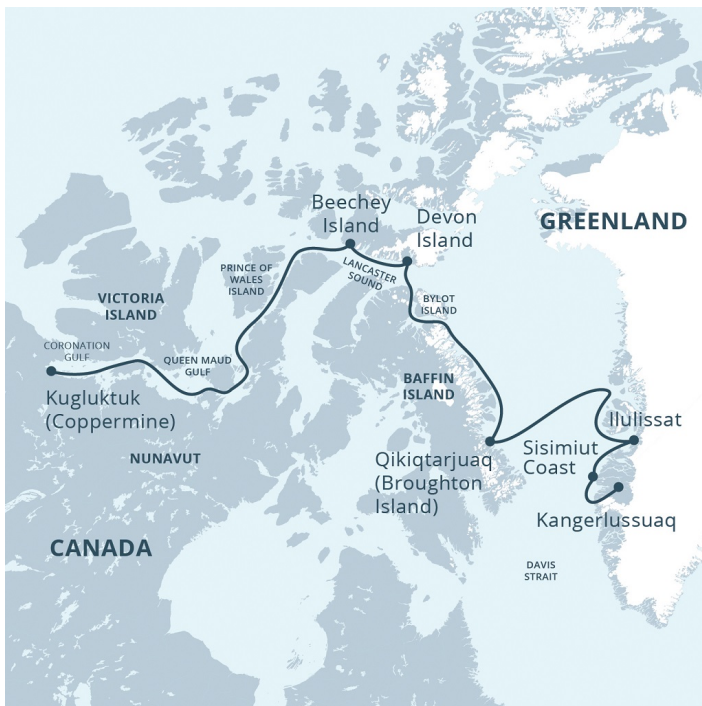 Beechey
Island
Devon
Island
GREENLAND
PRINCE OF
WALES
ISLAND
LANCASTER
SOUND
VICTORIA
ISLAND
BYLOT
ISLAND
CORONATION
GULF
QUEEN MAUD
GULF
Kugluktuk
(Coppermine)
BAFFIN
ISLAND
Ilulissat
NUNAVUT
Qikiqtarjuaq
(Broughton
Island)
Sisimiut
Coast
Kangerlussuaq
CANADA
DAVIS
STRAIT